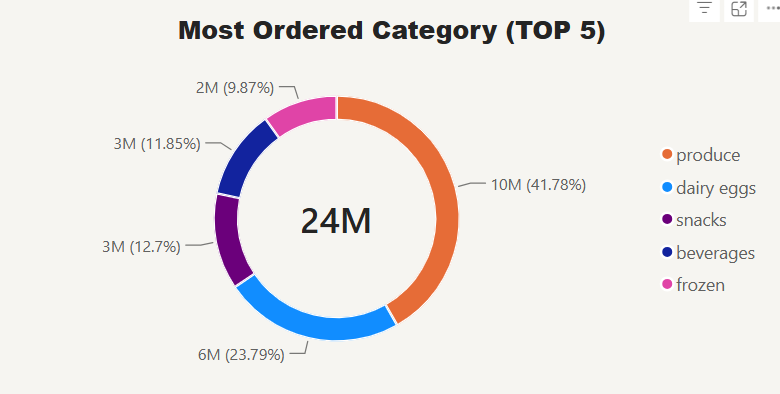 Most Ordered Category (TOP 5)
2M (9.87%)
3M (11.85%)
3M (12.7%)
6M (23.79%)
10M (41.78%)
24M
produce
dairy eggs
snacks
beverages
frozen